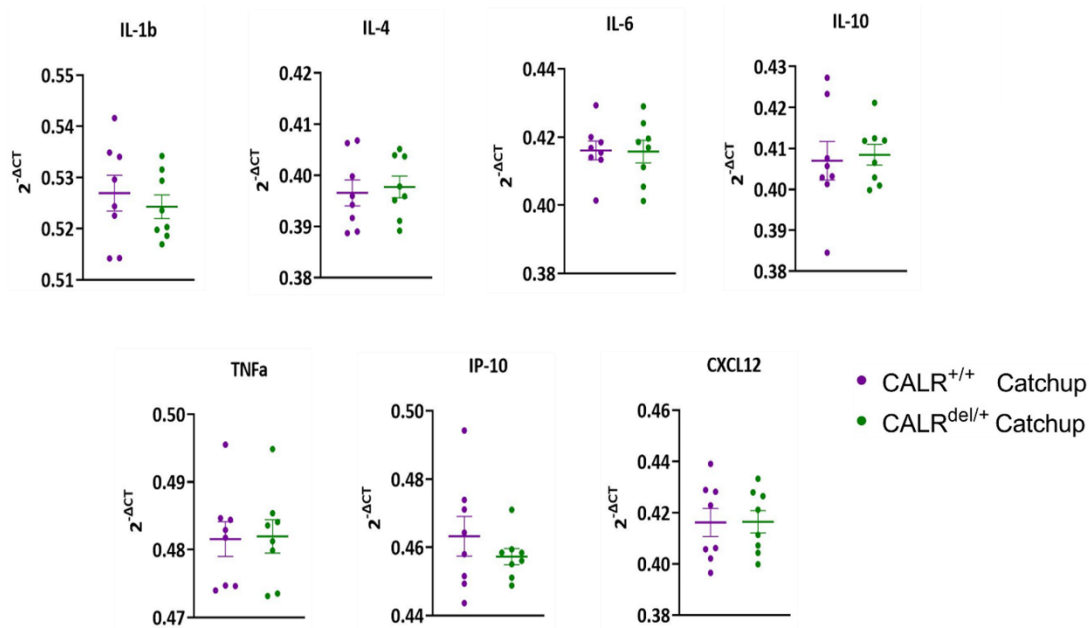 IL-1b
2^-ΔCT
0.55
0.54
0.53
0.52
0.51
IL-4
2^-ΔCT
0.42
0.41
0.40
0.39
0.38
IL-6
2^-ΔCT
0.44
0.42
0.40
0.38
IL-10
2^-ΔCT
0.43
0.42
0.41
0.40
0.39
0.38
TNFa
2^-ΔCT
0.50
0.49
0.48
0.47
IP-10
2^-ΔCT
0.50
0.48
0.46
0.44
CXCL12
2^-ΔCT
0.46
0.44
0.42
0.40
0.38
CALR^+/+ Catchup
CALR^del/+ Catchup